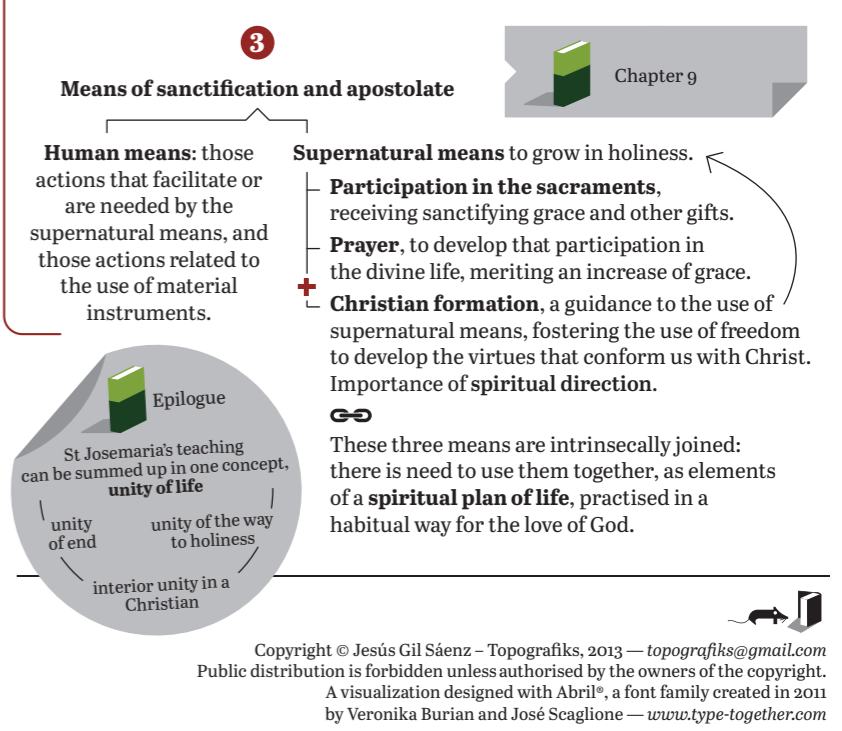 3
Means of sanctification and apostolate
Chapter 9
Human means: those
actions that facilitate or
are needed by the
supernatural means, and
those actions related to
the use of material
instruments.
Supernatural means to grow in holiness.
Participation in the sacraments,
receiving sanctifying grace and other gifts.
Prayer, to develop that participation in
the divine life, meriting an increase of grace.
Christian formation, a guidance to the use of
supernatural means, fostering the use of freedom
to develop the virtues that conform us with Christ.
Importance of spiritual direction.
These three means are intrinsecally joined:
there is need to use them together, as elements
of a spiritual plan of life, practised in a
habitual way for the love of God.
Epilogue
St Josemaria's teaching
can be summed up in one concept,
unity of life
unity
of end
unity of the way
to holiness
interior unity in a
Christian
Copyright © Jesús Gil Sáenz – Topografiks, 2013 — topografiks@gmail.com
Public distribution is forbidden unless authorised by the owners of the copyright.
A visualization designed with Abril®, a font family created in 2011
by Veronika Burian and José Scaglione — www.type-together.com